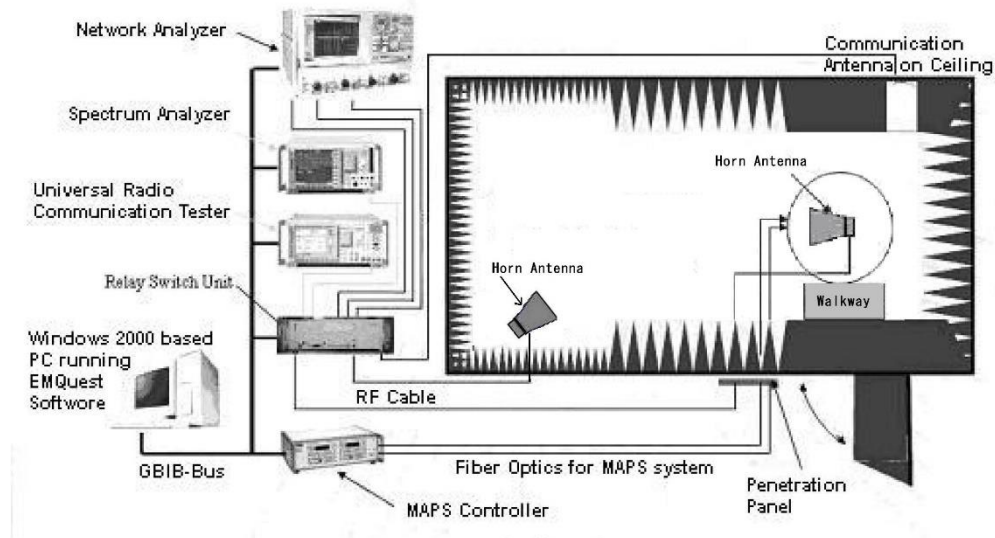 Network Analyzer
Communication
Antenna on Ceiling
Spectrum Analyzer
Horn Antenna
Universal Radio
Communication Tester
Horn Antenna
Relay Switch Unit
Walkway
Windows 2000 based
PC running
EMQuest
Softwore
RF Cable
GBIB-Bus
Fiber Optics for MAPS system
Penetration
Panel
MAPS Controller